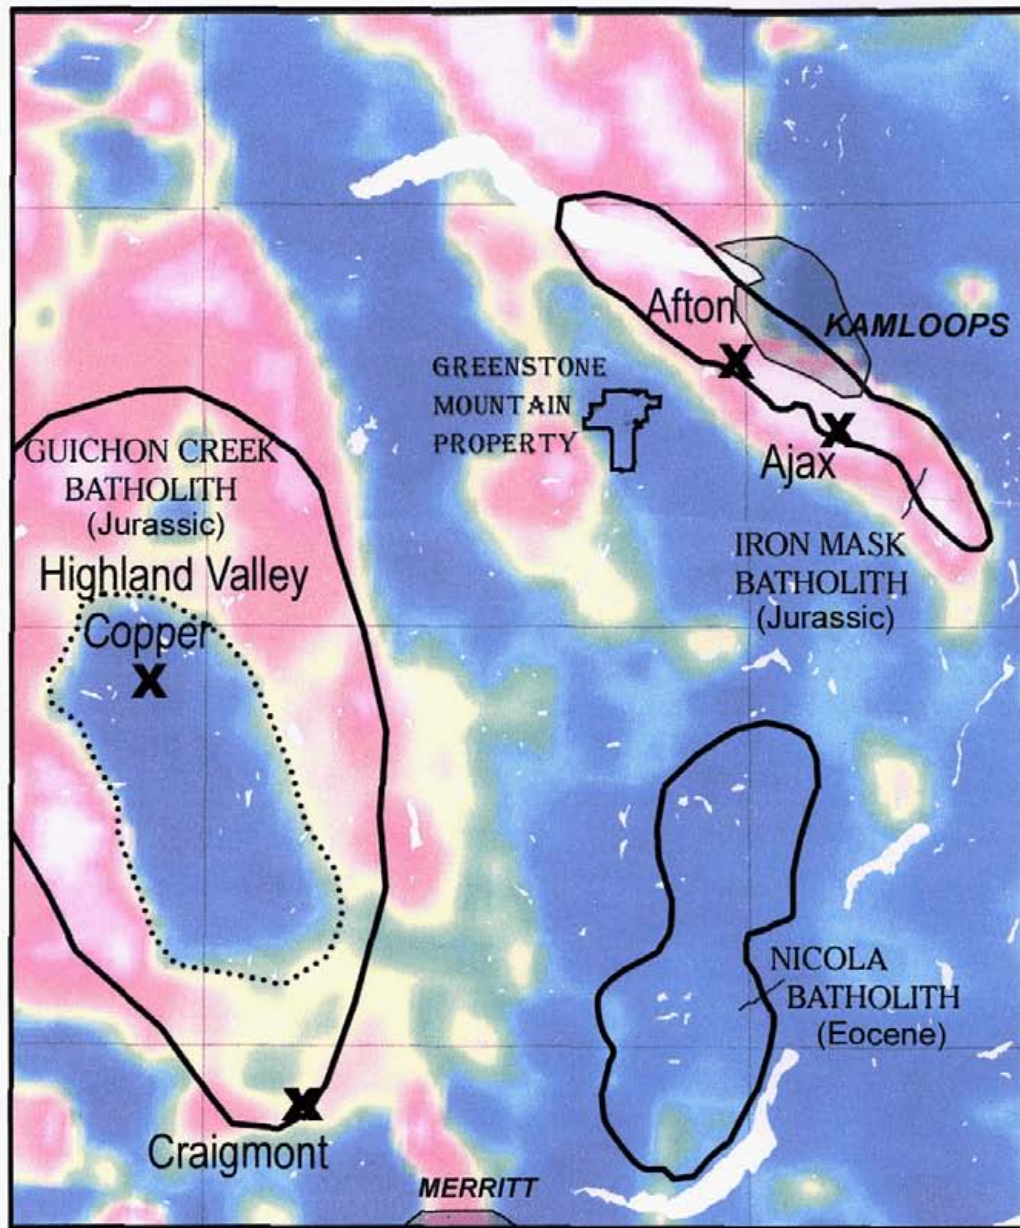 Afton
KAMLOOPS
GREENSTONE
MOUNTAIN
PROPERTY
Ajax
GUICHON CREEK
BATHOLITH
(Jurassic)
Highland Valley
Copper
X
X
X
IRON MASK
BATHOLITH
(Jurassic)
NICOLA
BATHOLITH
(Eocene)
X
Craigmont
MERRITT